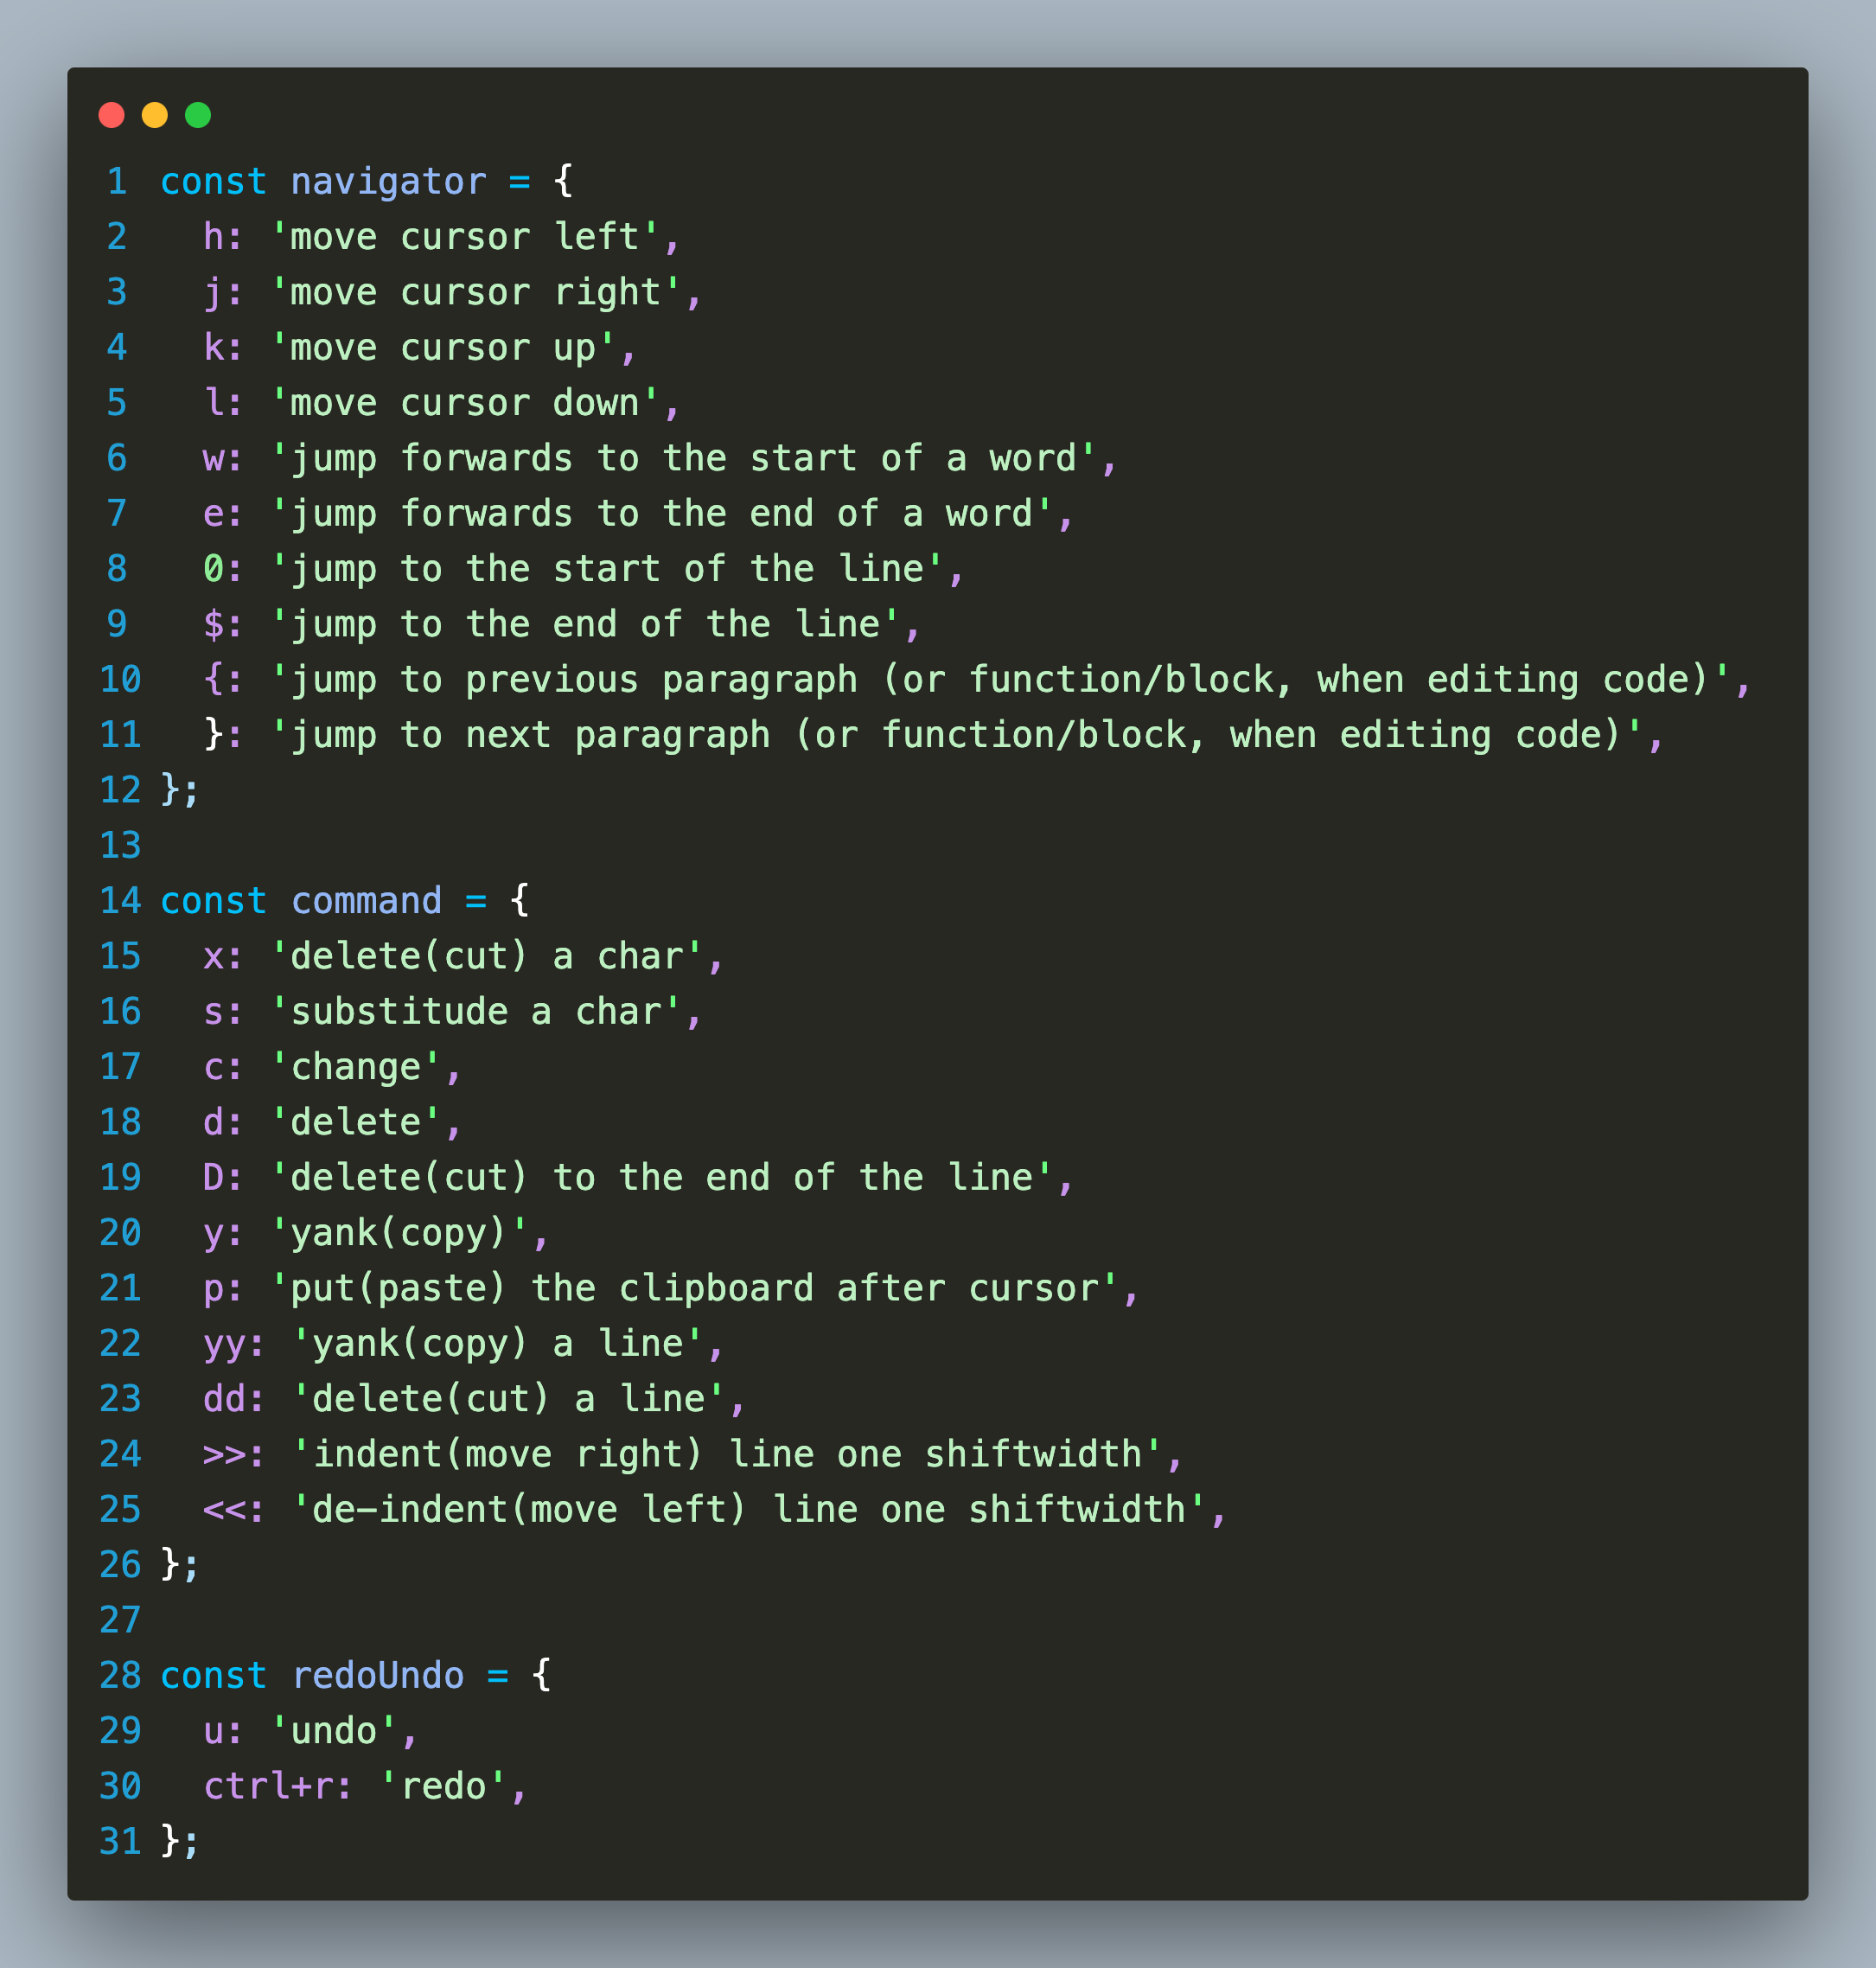 1 const navigator = {
2 h: 'move cursor left',
3 j: 'move cursor right',
4 k: 'move cursor up',
5 l: 'move cursor down',
6 w: 'jump forwards to the start of a word',
7 e: 'jump forwards to the end of a word',
8 0: 'jump to the start of the line',
9 $: 'jump to the end of the line',
10 {: 'jump to previous paragraph (or function/block, when editing code)',
11 }: 'jump to next paragraph (or function/block, when editing code)',
12 };
13
14 const command = {
15 x: 'delete(cut) a char',
16 s: 'substitude a char',
17 c: 'change',
18 d: 'delete',
19 D: 'delete(cut) to the end of the line',
20 y: 'yank(copy)',
21 p: 'put(paste) the clipboard after cursor',
22 yy: 'yank(copy) a line',
23 dd: 'delete(cut) a line',
24 >>: 'indent(move right) line one shiftwidth',
25 <<: 'de-indent(move left) line one shiftwidth',
26 };
27
28 const redoUndo = {
29 u: 'undo',
30 ctrl+r: 'redo',
31 };